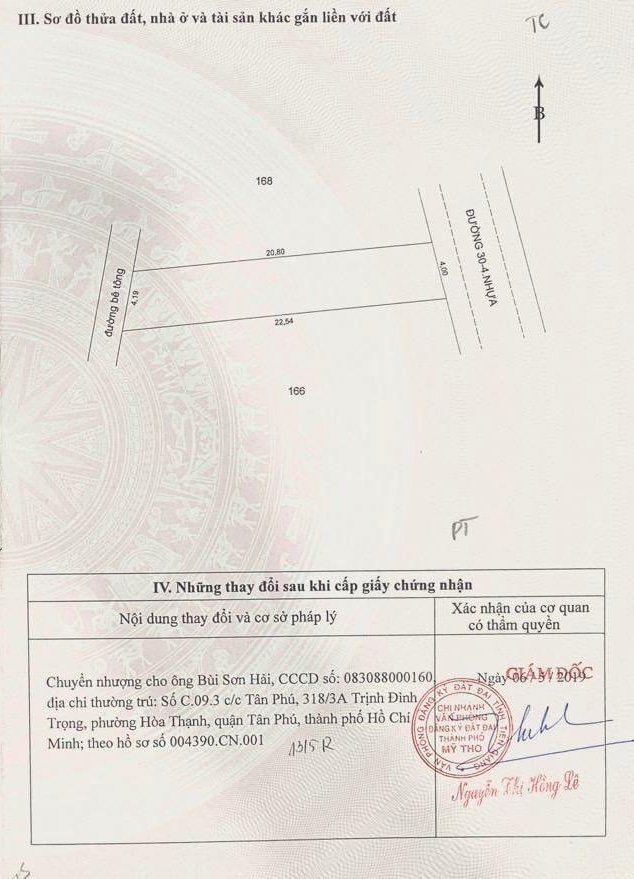 III. Sơ đồ thửa đất, nhà ở và tài sản khác gắn liền với đất
TC
B
168
ĐƯỜNG 30-4.NHỰA
20,80
4,00
đường bê tông
4,19
22,54
166
PT
IV. Những thay đổi sau khi cấp giấy chứng nhận
Nội dung thay đổi và cơ sở pháp lý
Xác nhận của cơ quan
có thẩm quyền
Chuyển nhượng cho ông Bùi Sơn Hải, CCCD số: 083088000160,
địa chỉ thường trú: Số C.09.3 c/c Tân Phú, 318/3A Trịnh Đình
Trọng, phường Hòa Thạnh, quận Tân Phú, thành phố Hồ Chí
Minh; theo hồ sơ số 004390.CN.001
1315 R
Ngày 06/5/2019
GIÁM ĐỐC
VĂN PHÒNG ĐĂNG KÝ ĐẤT ĐAI TỈNH TIỀN GIANG
CHI NHÁNH
VĂN PHÒNG
ĐĂNG KÝ ĐẤT ĐAI
THÀNH PHỐ
MỸ THO
Nguyễn Thị Hồng Lê